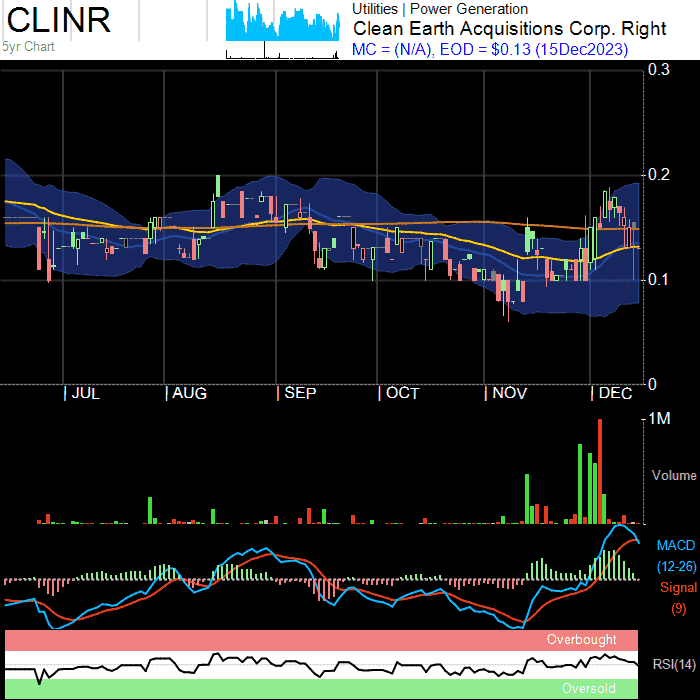 CLINR
5yr Chart
Utilities | Power Generation
Clean Earth Acquisitions Corp. Right
MC = (N/A), EOD = $0.13 (15Dec2023)
0.3
0.2
0.1
0
| JUL | AUG | SEP | OCT | NOV | DEC
1M
Volume
MACD
(12-26)
Signal
(9)
Overbought
RSI(14)
Oversold